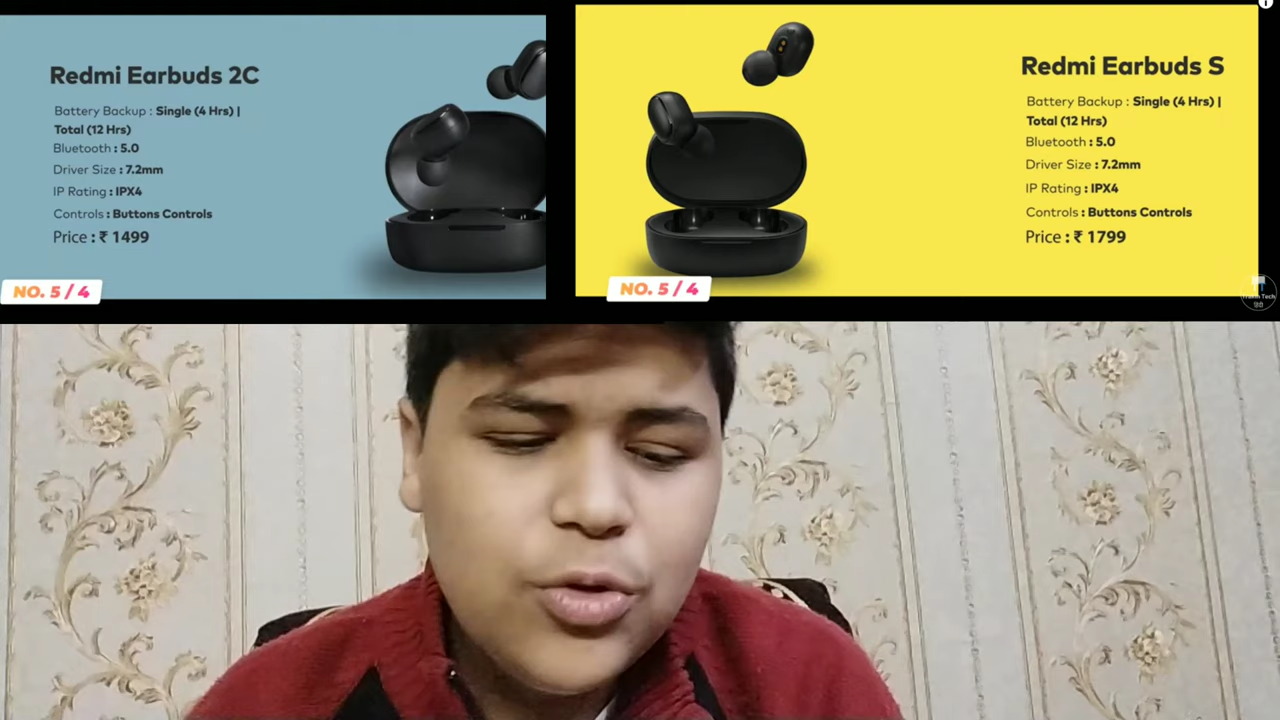 Redmi Earbuds 2C
Battery Backup : Single (4 Hrs) |
Total (12 Hrs)
Bluetooth : 5.0
Driver Size : 7.2mm
IP Rating : IPX4
Controls : Buttons Controls
Price : ₹ 1499
NO. 5 / 4
Redmi Earbuds S
Battery Backup : Single (4 Hrs) |
Total (12 Hrs)
Bluetooth : 5.0
Driver Size : 7.2mm
IP Rating : IPX4
Controls : Buttons Controls
Price : ₹ 1799
NO. 5 / 4